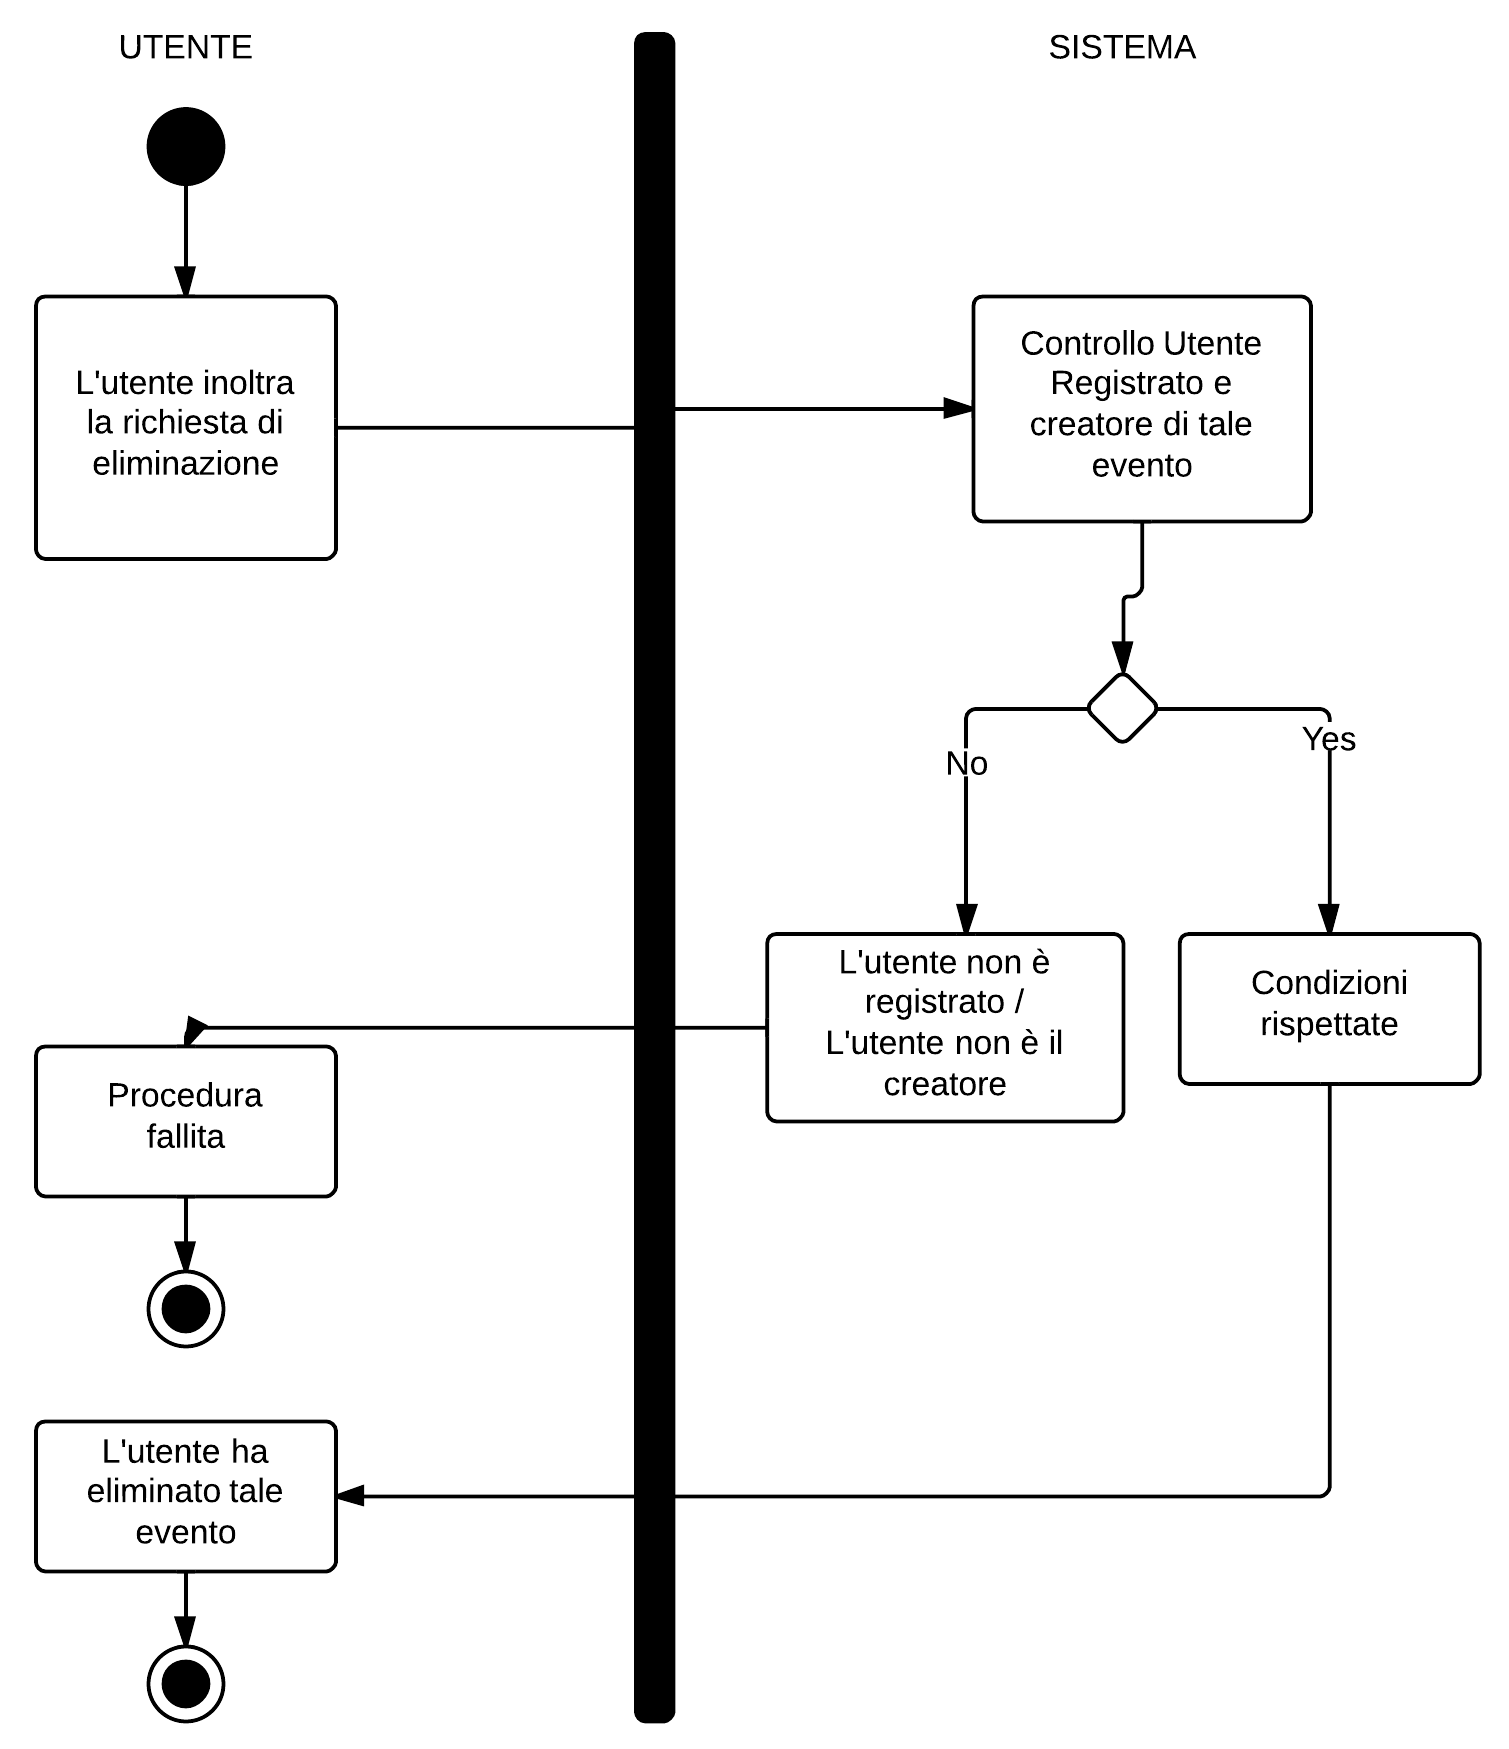 UTENTE
SISTEMA
L'utente inoltra
la richiesta di
eliminazione
Controllo Utente
Registrato e
creatore di tale
evento
No
Yes
L'utente non è
registrato /
L'utente non è il
creatore
Condizioni
rispettate
Procedura
fallita
L'utente ha
eliminato tale
evento